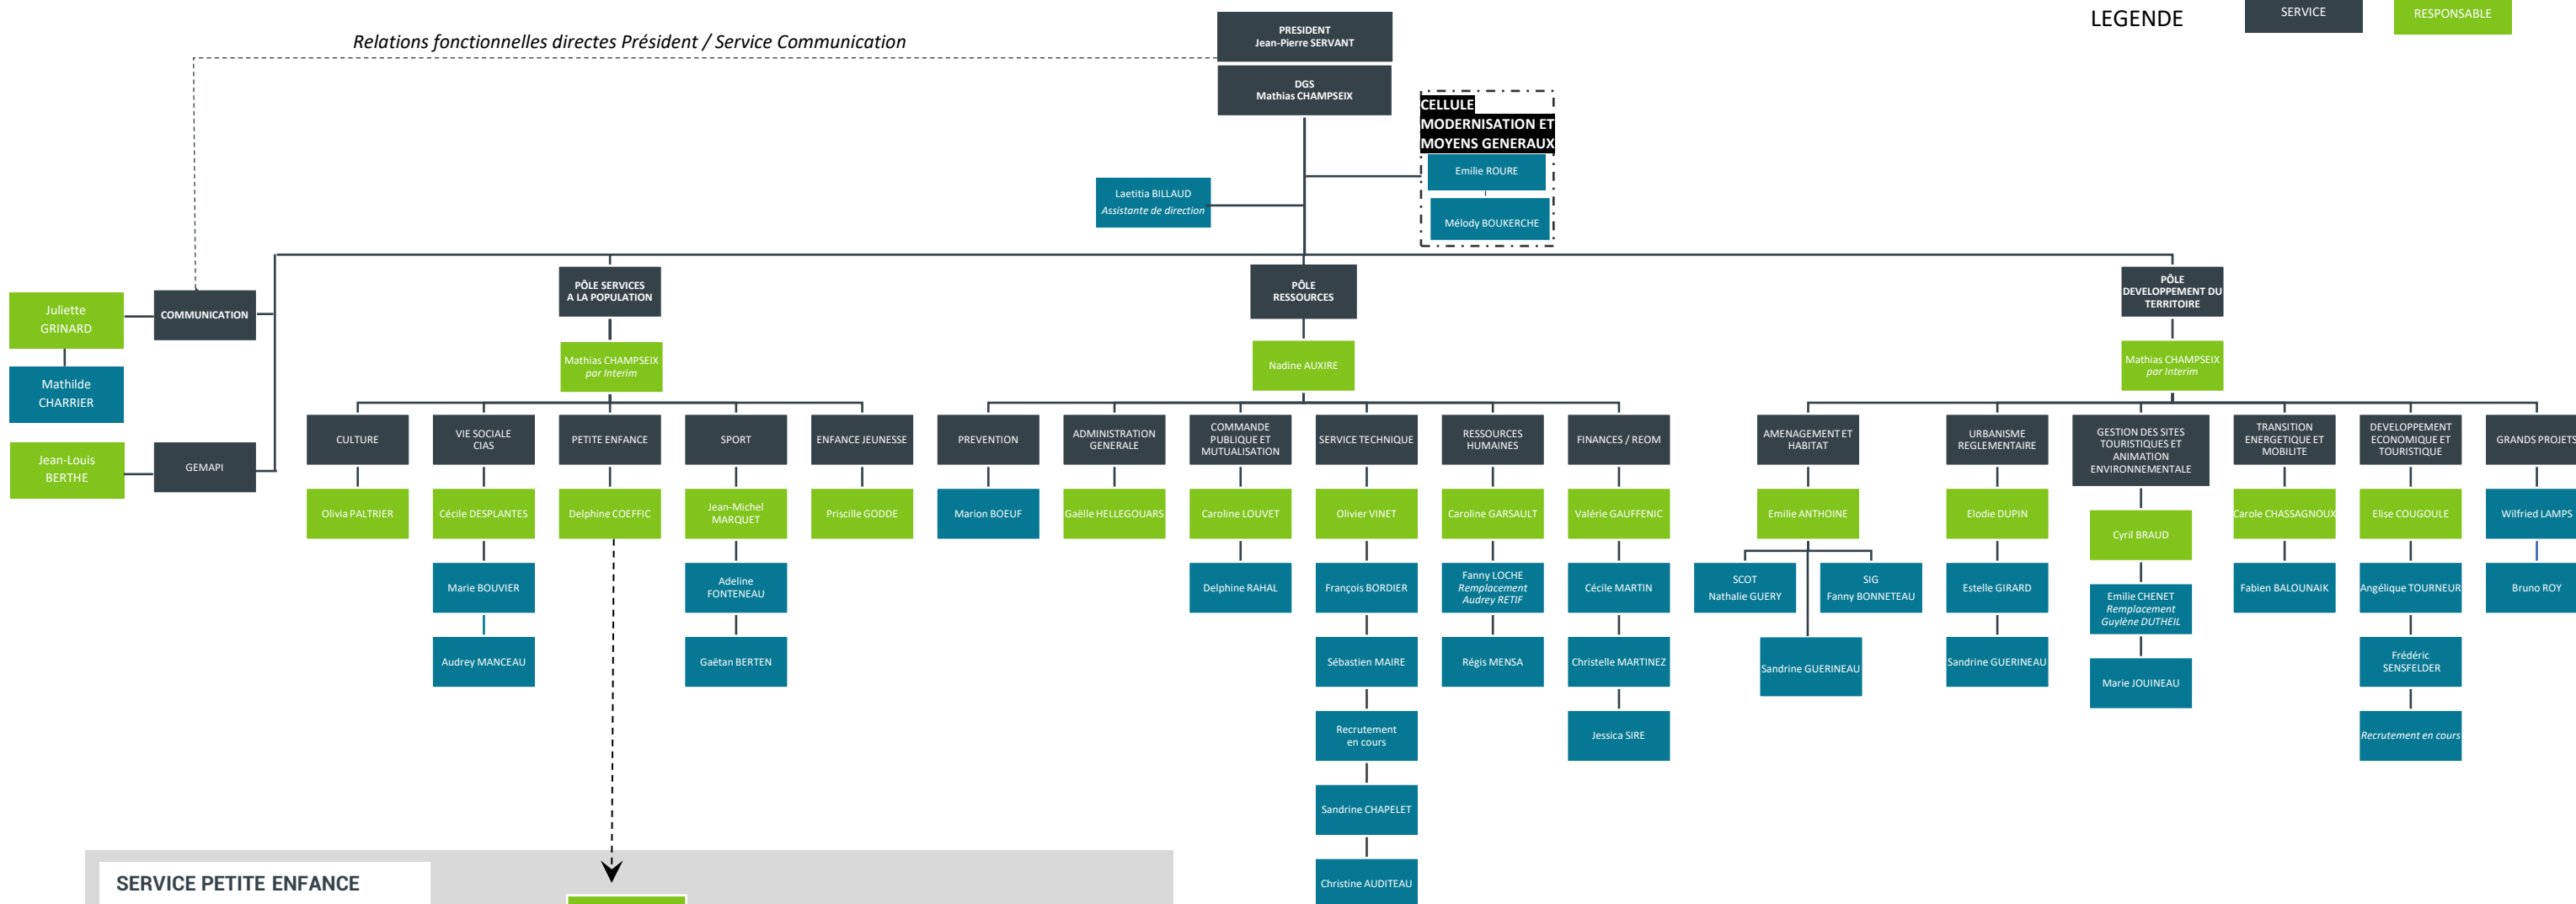 LEGENDE
SERVICE
RESPONSABLE
Relations fonctionnelles directes Président / Service Communication
PRESIDENT
Jean-Pierre SERVANT
DGS
Mathias CHAMPSEIX
CELLULE
MODERNISATION ET
MOYENS GENERAUX
Emilie ROURE
Mélody BOUKERCHE
Laetitia BILLAUD
Assistante de direction
Juliette
GRINARD
COMMUNICATION
Mathilde
CHARRIER
Jean-Louis
BERTHE
GEMAPI
PÔLE SERVICES
A LA POPULATION
Mathias CHAMPSEIX
par Interim
CULTURE
Olivia PALTRIER
VIE SOCIALE
CIAS
Cécile DESPLANTES
Marie BOUVIER
Audrey MANCEAU
PETITE ENFANCE
Delphine COEFFIC
SPORT
Jean-Michel
MARQUET
Adeline
FONTENEAU
Gaëtan BERTEN
ENFANCE JEUNESSE
Priscille GODDE
PÔLE
RESSOURCES
Nadine AUXIRE
PREVENTION
Marion BOEUF
ADMINISTRATION
GENERALE
Gaëlle HELLEGOUARS
COMMANDE
PUBLIQUE ET
MUTUALISATION
Caroline LOUVET
Delphine RAHAL
SERVICE TECHNIQUE
Olivier VINET
François BORDIER
Sébastien MAIRE
Recrutement
en cours
Sandrine CHAPELET
Christine AUDITEAU
RESSOURCES
HUMAINES
Caroline GARSAULT
Fanny LOCHE
Remplacement
Audrey RETIF
Régis MENSA
FINANCES / REOM
Valérie GAUFFENIC
Cécile MARTIN
Christelle MARTINEZ
Jessica SIRE
PÔLE
DEVELOPPEMENT DU
TERRITOIRE
Mathias CHAMPSEIX
par Interim
AMENAGEMENT ET
HABITAT
Emilie ANTHOINE
SCOT
Nathalie GUERY
SIG
Fanny BONNETEAU
Sandrine GUERINEAU
URBANISME
REGLEMENTAIRE
Elodie DUPIN
Estelle GIRARD
Sandrine GUERINEAU
GESTION DES SITES
TOURISTIQUES ET
ANIMATION
ENVIRONNEMENTALE
Cyril BRAUD
Emilie CHENET
Remplacement
Guylène DUTHEIL
Marie JOUINEAU
TRANSITION
ENERGETIQUE ET
MOBILITE
Carole CHASSAGNOUX
Fabien BALOUNAIK
DEVELOPPEMENT
ECONOMIQUE ET
TOURISTIQUE
Elise COUGOULE
Angélique TOURNEUR
Frédéric
SENSFELDER
Recrutement en cours
GRANDS PROJETS
Wilfried LAMPS
Bruno ROY
SERVICE PETITE ENFANCE